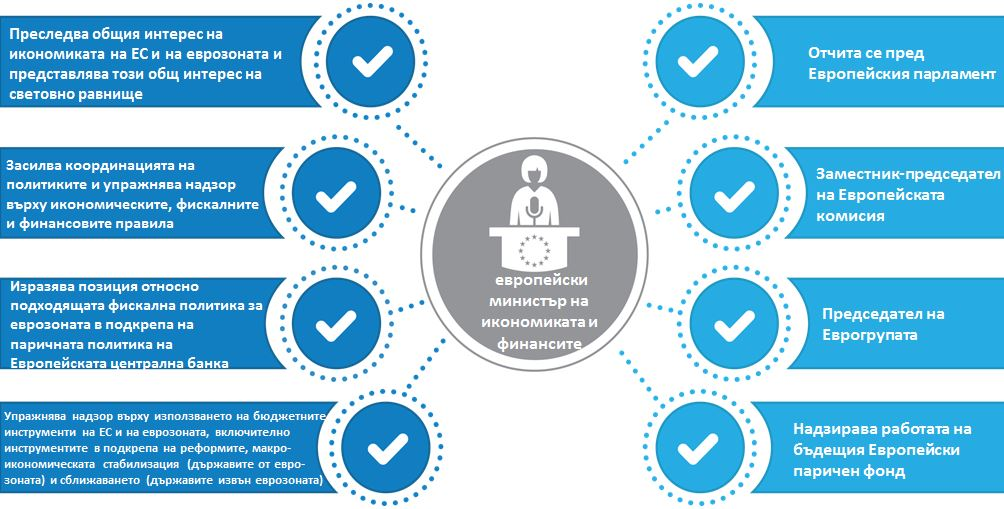 Преследва общия интерес на
икономиката на ЕС и на еврозоната и
представлява този общ интерес на
световно равнище
Засилва координацията на
политиките и упражнява надзор
върху икономическите, фискалните
и финансовите правила
Изразява позиция относно
подходящата фискална политика за
еврозоната в подкрепа на
паричната политика на
Европейската централна банка
Упражнява надзор върху използването на бюджетните
инструменти на ЕС и на еврозоната, включително
инструментите в подкрепа на реформите, макро-
икономическата стабилизация (държавите от евро-
зоната) и сближаването (държавите извън еврозоната)
европейски
министър на
икономиката и
финансите
Отчита се пред
Европейския парламент
Заместник-председател
на Европейската
комисия
Председател на
Еврогрупата
Надзирава работата на
бъдещия Европейски
паричен фонд